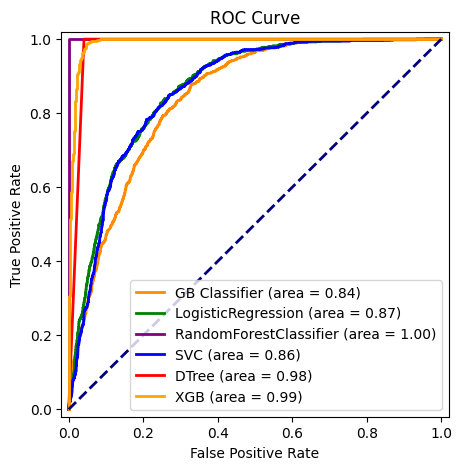 ROC Curve
True Positive Rate
1.0
0.8
0.6
0.4
0.2
0.0
GB Classifier (area = 0.84)
LogisticRegression (area = 0.87)
RandomForestClassifier (area = 1.00)
SVC (area = 0.86)
DTree (area = 0.98)
XGB (area = 0.99)
0.0 0.2 0.4 0.6 0.8 1.0
False Positive Rate